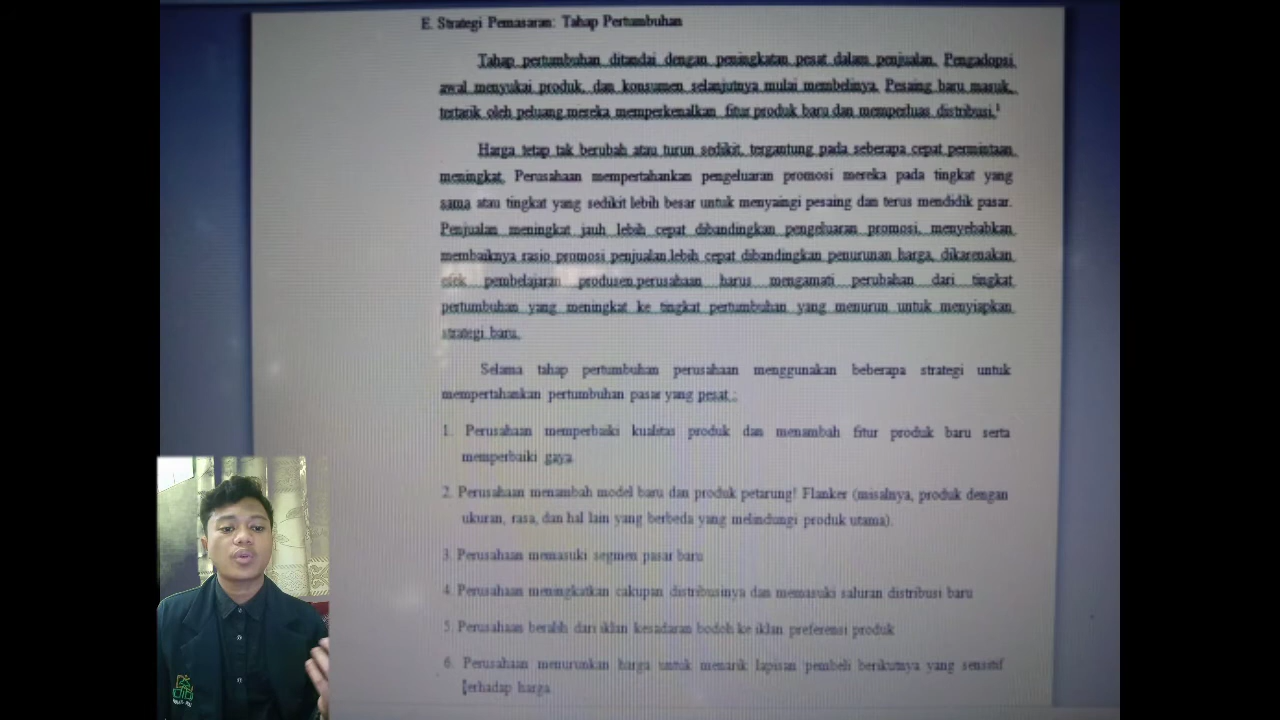 E. Strategi Pemasaran: Tahap Pertumbuhan
Tahap pertumbuhan ditandai dengan peningkatan pesat dalam penjualan. Pengadopsi
awal menyukai produk, dan konsumen selanjutnya mulai membelinya. Pesaing baru masuk,
tertarik oleh peluang mereka memperkenalkan fitur produk baru dan memperluas distribusi.¹
Harga tetap tak berubah atau turun sedikit, tergantung pada seberapa cepat permintaan
meningkat. Perusahaan mempertahankan pengeluaran promosi mereka pada tingkat yang
sama atau tingkat yang sedikit lebih besar untuk menyaingi pesaing dan terus mendidik pasar.
Penjualan meningkat jauh lebih cepat dibandingkan pengeluaran promosi, menyebabkan
membaiknya rasio promosi penjualan.lebih cepat dibandingkan penurunan harga, dikarenakan
efek pembelajaran produsen.perusahaan harus mengamati perubahan dari tingkat
pertumbuhan yang meningkat ke tingkat pertumbuhan yang menurun untuk menyiapkan
strategi baru.
Selama tahap pertumbuhan perusahaan menggunakan beberapa strategi untuk
mempertahankan pertumbuhan pasar yang pesat :
1. Perusahaan memperbaiki kualitas produk dan menambah fitur produk baru serta
memperbaiki gaya
2. Perusahaan menambah model baru dan produk petarung! Flanker (misalnya, produk dengan
ukuran, rasa, dan hal lain yang berbeda yang melindungi produk utama).
3. Perusahaan memasuki segmen pasar baru
4. Perusahaan meningkatkan cakupan distribusinya dan memasuki saluran distribusi baru
5. Perusahaan beralih dari iklan kesadaran bodoh ke iklan preferensi produk
6. Perusahaan menurunkan harga untuk menarik lapisan pembeli berikutnya yang sensitif
terhadap harga